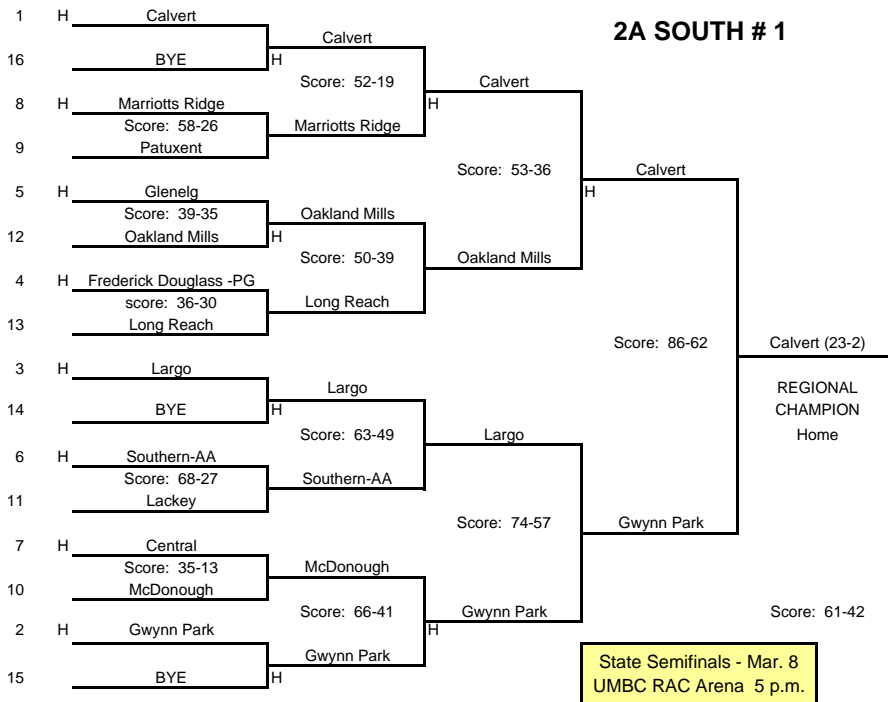 2A SOUTH # 1
1 H Calvert
Calvert
16 BYE H
Score: 52-19
Calvert
8 H Marriotts Ridge H
Score: 58-26
Marriotts Ridge
9 Patuxent
Score: 53-36
Calvert
5 H Glenelg H
Score: 39-35
Oakland Mills
12 Oakland Mills H
Score: 50-39
Oakland Mills
4 H Frederick Douglass -PG
score: 36-30
Long Reach
13 Long Reach
Score: 86-62
Calvert (23-2)
3 H Largo
REGIONAL
Largo
CHAMPION
14 BYE H
Score: 63-49
Home
Largo
6 H Southern-AA
Score: 68-27
Southern-AA
11 Lackey
Score: 74-57
Gwynn Park
7 H Central
Score: 35-13
McDonough
10 McDonough
Score: 66-41
Gwynn Park
Score: 61-42
2 H Gwynn Park H
Gwynn Park
15 BYE H
State Semifinals - Mar. 8
UMBC RAC Arena 5 p.m.